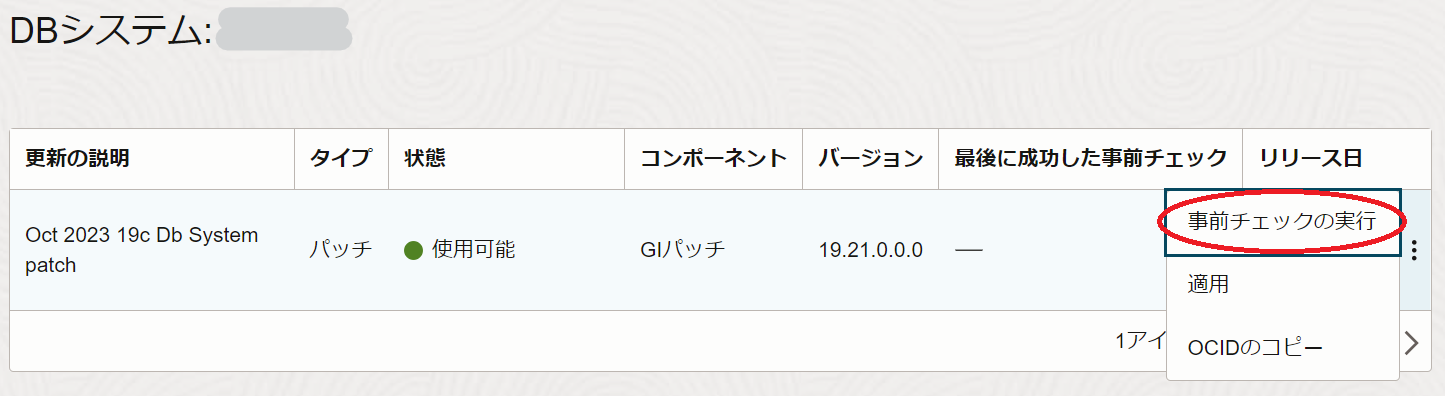 DBシステム:
更新の説明 タイプ 状態 コンポーネント バージョン 最後に成功した事前チェック リリース日
Oct 2023 19c Db System
patch
パッチ
使用可能
GIパッチ
19.21.0.0.0
—
事前チェックの実行
適用
OCIDのコピー
1アイ